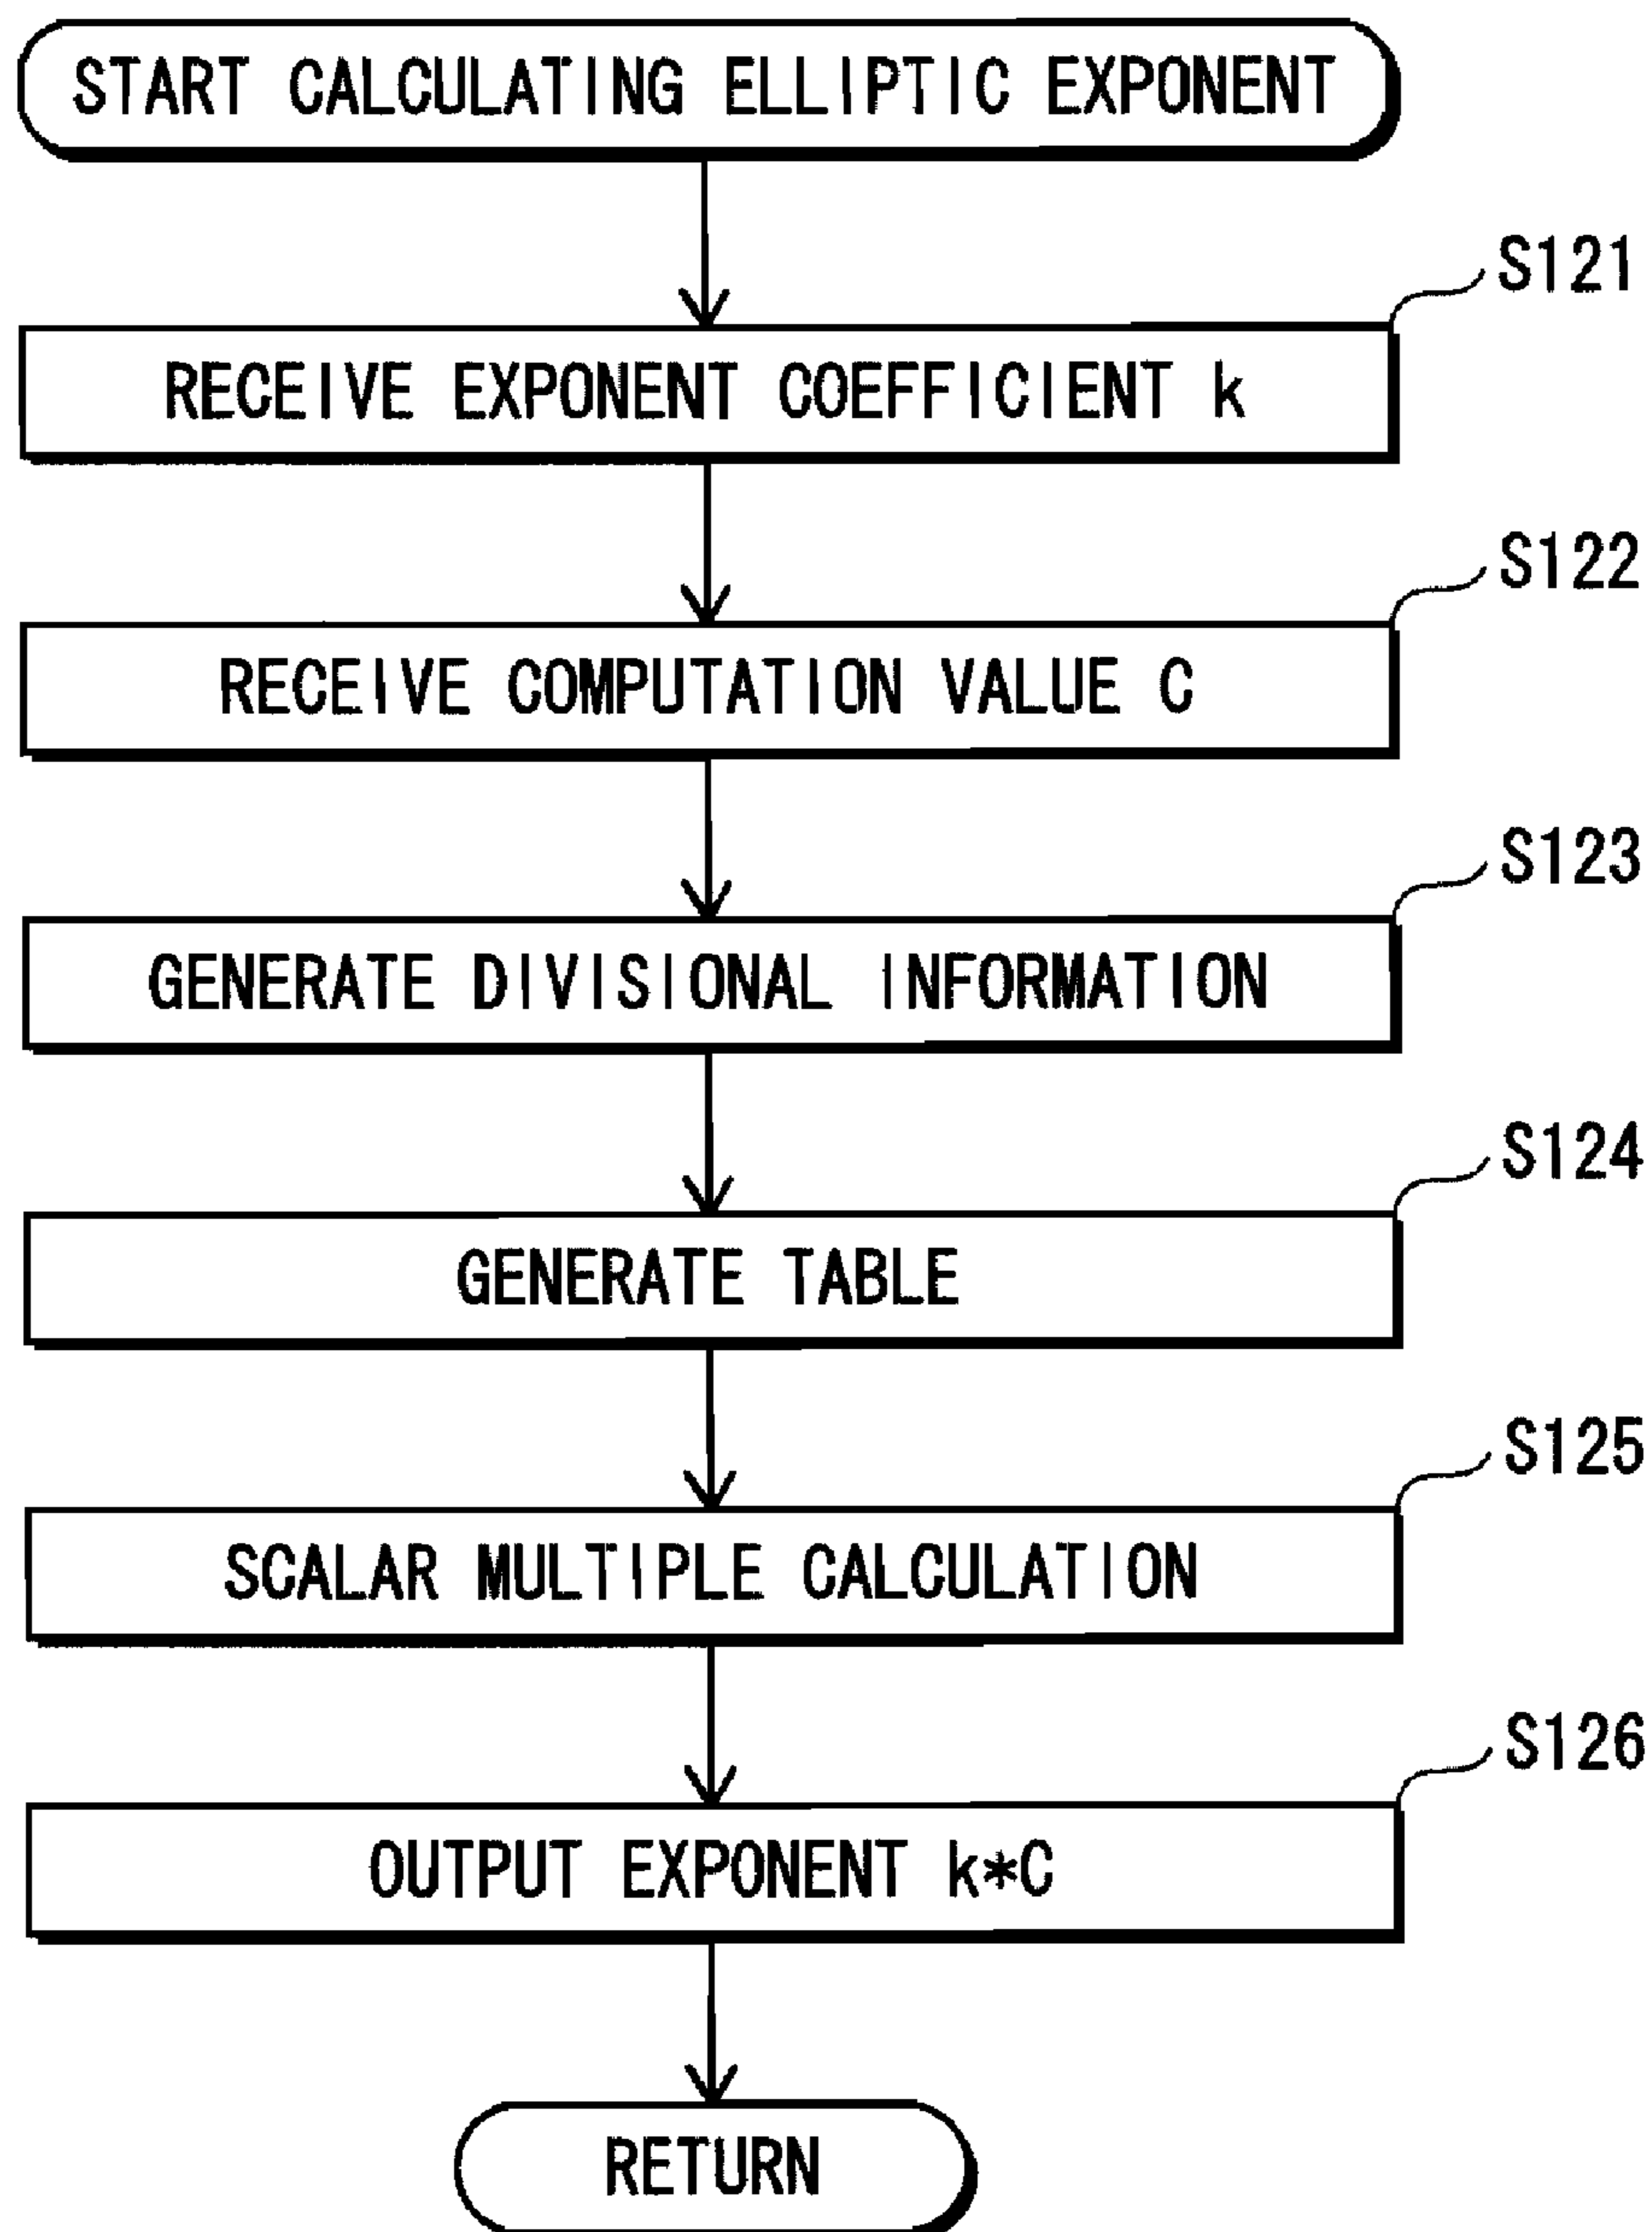 START CALCULATING ELLIPTIC EXPONENT
S121
RECEIVE EXPONENT COEFFICIENT k
S122
RECEIVE COMPUTATION VALUE C
S123
GENERATE DIVISIONAL INFORMATION
S124
GENERATE TABLE
S125
SCALAR MULTIPLE CALCULATION
S126
OUTPUT EXPONENT k*C
RETURN